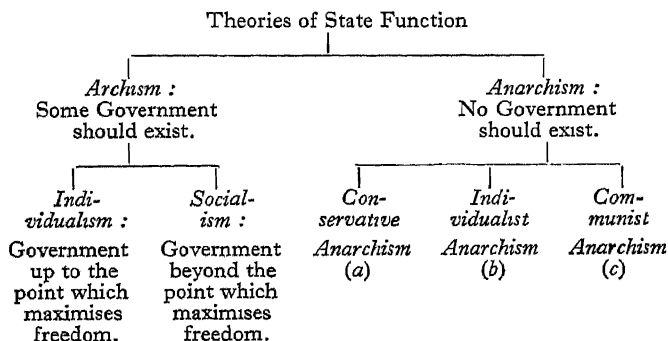 Theories of State Function
Archism :
Some Government
should exist.
Anarchism :
No Government
should exist.
Indi-
vidualism :
Government
up to the
point which
maximises
freedom.
Social-
ism :
Government
beyond the
point which
maximises
freedom.
Con-
servative
Anarchism
(a)
Indi-
vidualist
Anarchism
(b)
Com-
munist
Anarchism
(c)